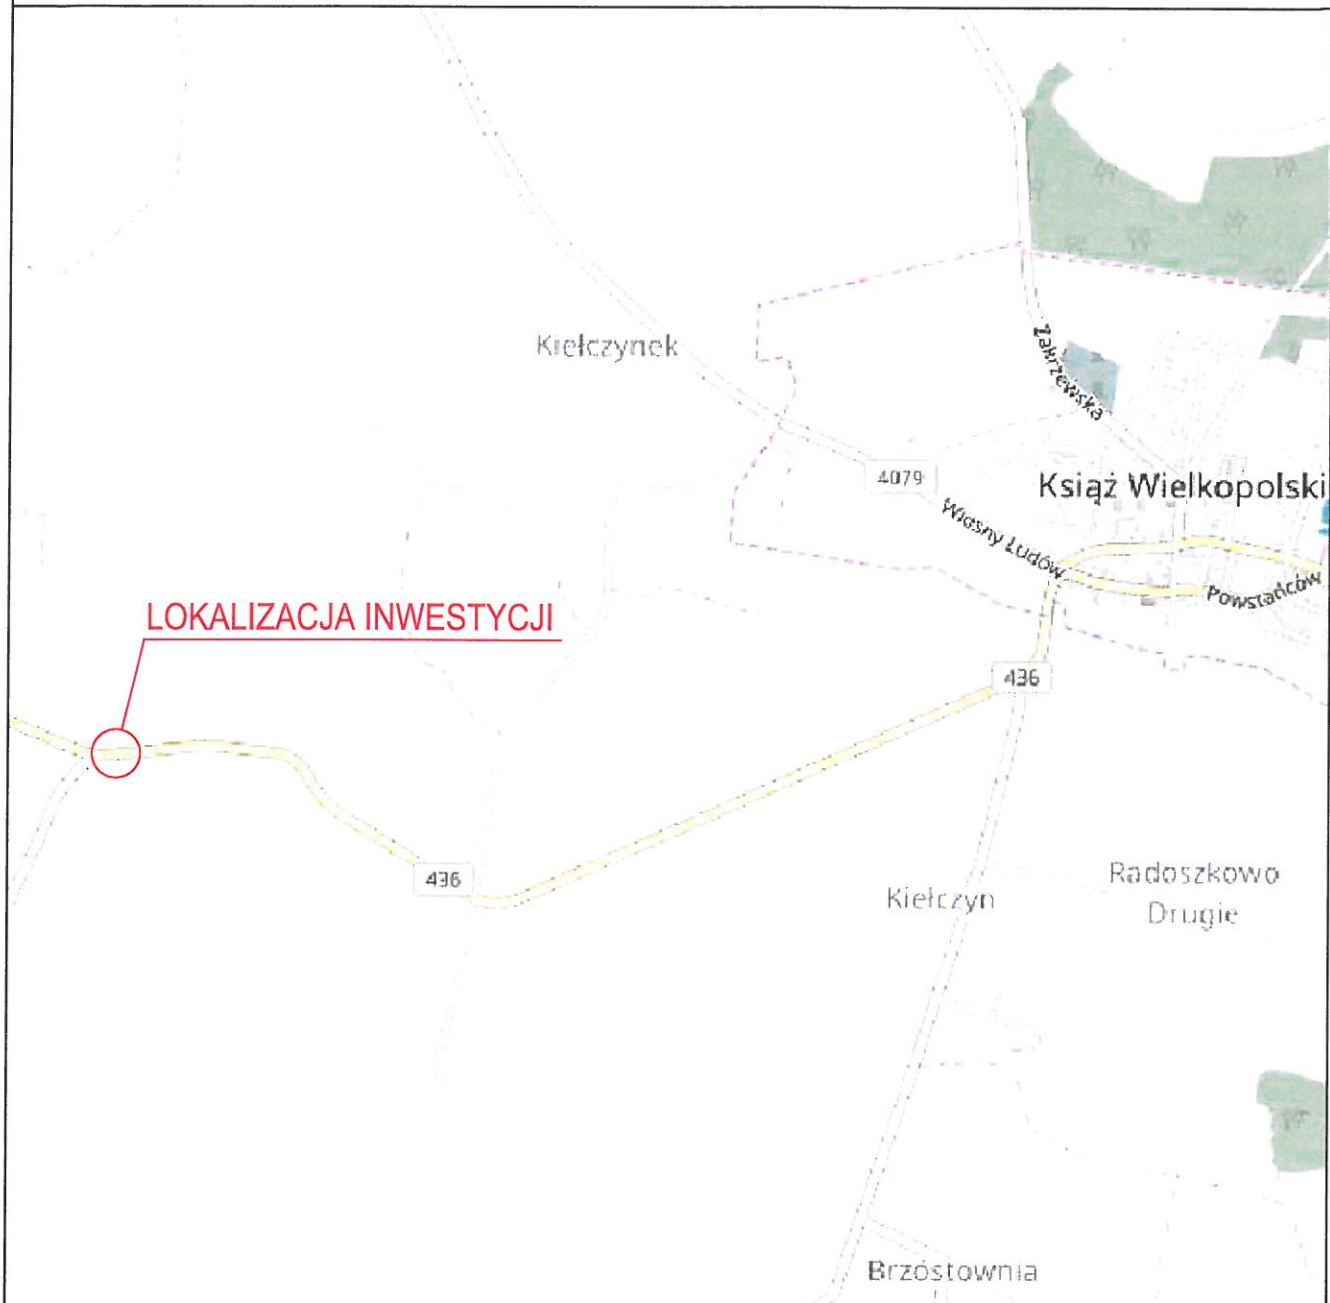 Kiełczynek
Zakrzewska
4079
Książ Wielkopolski
Wiosny Ludów
Powstańców
LOKALIZACJA INWESTYCJI
436
436
Kiełczyn
Radoszkowo
Drugie
Brzóstownia